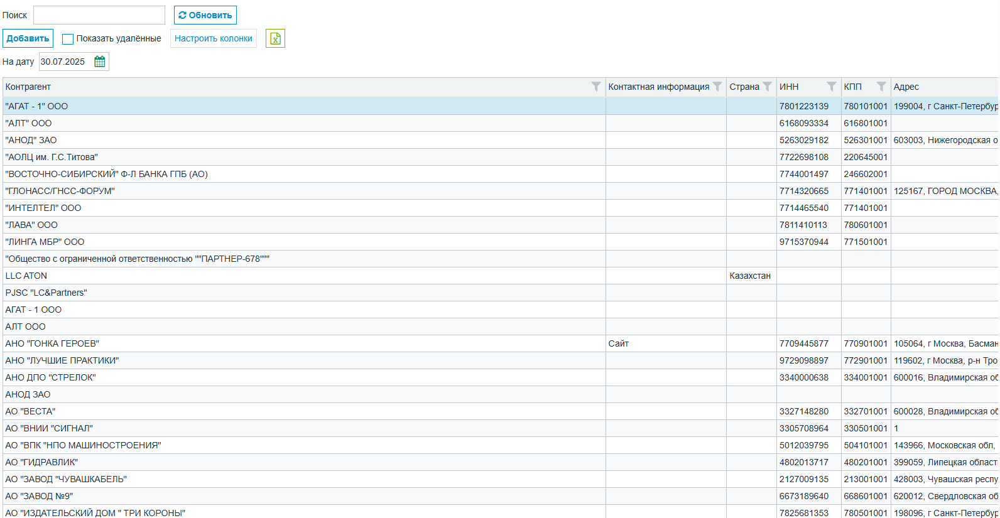 Поиск Обновить
Добавить Показать удалённые Настроить колонки
На дату 30.07.2025
Контрагент Контактная информация Страна ИНН КПП Адрес
"АГАТ - 1" ООО 7801223139 780101001 199004, г Санкт-Петербур
"АЛТ" ООО 6168093334 616801001
"АНОД" ЗАО 5263029182 526301001 603003, Нижегородская о
"АОЛЦ им. Г.С.Титова" 7722698108 220645001
"ВОСТОЧНО-СИБИРСКИЙ" Ф-Л БАНКА ГПБ (АО) 7744001497 246602001
"ГЛОНАСС/ГНСС-ФОРУМ" 7714320665 771401001 125167, ГОРОД МОСКВА,
"ИНТЕЛТЕЛ" ООО 7714465540 771401001
"ЛАВА" ООО 7811410113 780601001
"ЛИНГА МБР" ООО 9715370944 771501001
"Общество с ограниченной ответственностью ""ПАРТНЕР-678"""
LLC ATON Казахстан
PJSC "LC&Partners"
АГАТ - 1 ООО
АЛТ ООО
АНО "ГОНКА ГЕРОЕВ" Сайт 7709445877 770901001 105064, г Москва, Басман
АНО "ЛУЧШИЕ ПРАКТИКИ" 9729098897 772901001 119602, г Москва, р-н Тро
АНО ДПО "СТРЕЛОК" 3340000638 334001001 600016, Владимирская об
АНОД ЗАО
АО "ВЕСТА" 3327148280 332701001 600028, Владимирская об
АО "ВНИИ "СИГНАЛ" 3305708964 330501001 1
АО "ВПК "НПО МАШИНОСТРОЕНИЯ" 5012039795 504101001 143966, Московская обл,
АО "ГИДРАВЛИК" 4802013717 480201001 399059, Липецкая област
АО "ЗАВОД "ЧУВАШКАБЕЛЬ" 2127009135 213001001 428003, Чувашская респу
АО "ЗАВОД №9" 6673189640 668601001 620012, Свердловская об
АО "ИЗДАТЕЛЬСКИЙ ДОМ " ТРИ КОРОНЫ" 7825681353 780501001 198096, г Санкт-Петербур